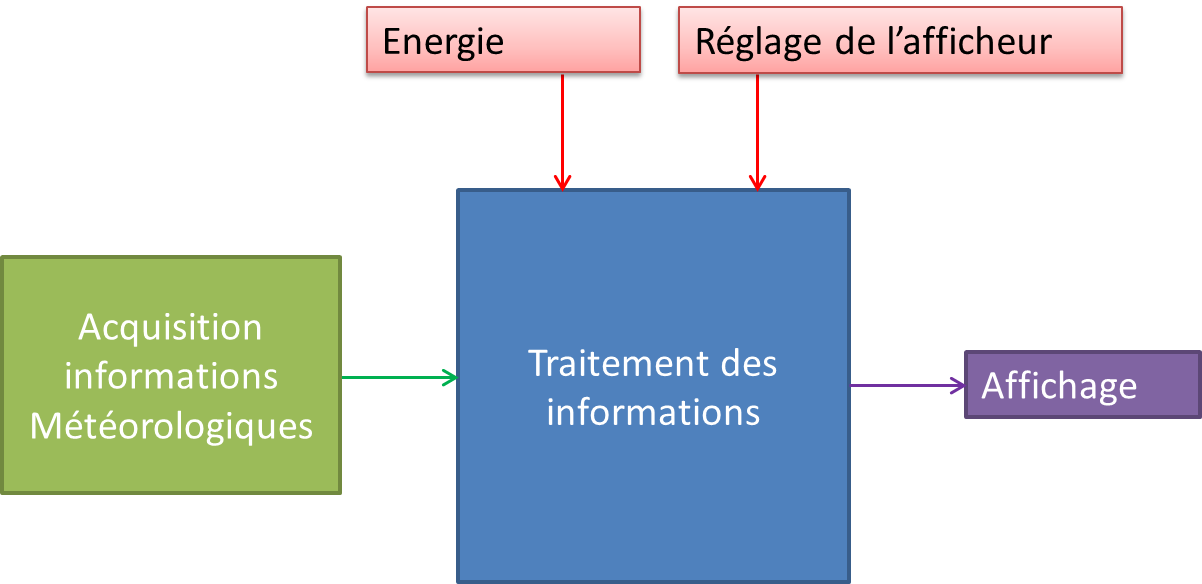 Energie
Réglage de l’afficheur
Acquisition
informations
Météorologiques
Traitement des
informations
Affichage